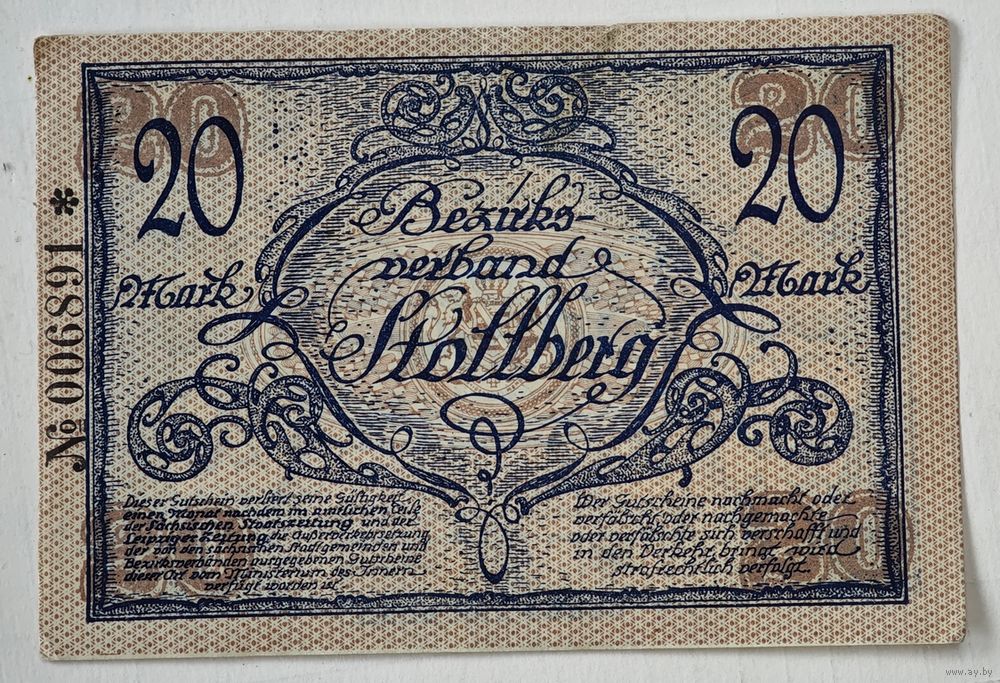 20
20
Mark
Mark
Bezirks-
verband
Stollberg
№ 006891 *
Dieser Gutschein verliert seine Gültigkeit
einen Monat nachdem im amtlichen teile
der Sächsischen Staatszeitung und der
Leipziger Zeitung die Außerverkehrsetzung
der von den sächsischen Stadtgemeinden und
Bezirksverbänden ausgegebenen Gutscheine
dieser Art vom Ministerium des Innern
verfügt worden ist.
Wer Gutscheine nachmacht oder
verfälscht, oder nachgemachte
oder verfälschte sich verschafft und
in den Verkehr bringt, wird
strafrechtlich verfolgt.
www.ay.by